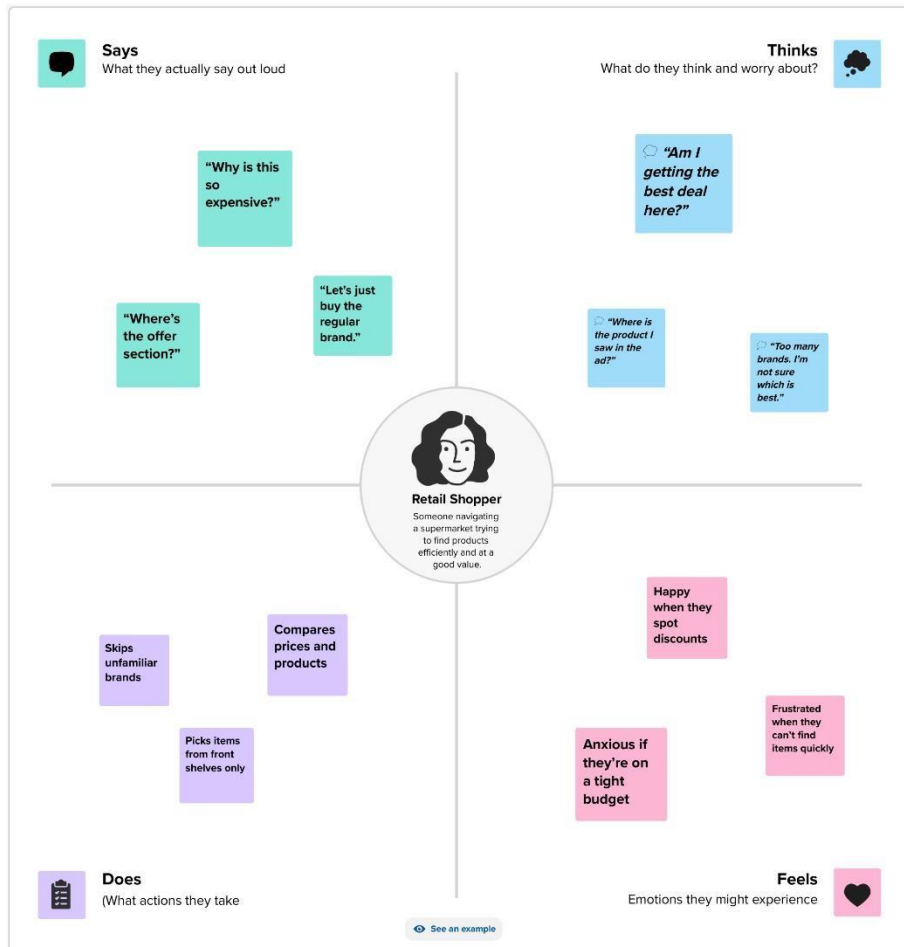 Says
What they actually say out loud
Thinks
What do they think and worry about?
“Why is this
so
expensive?”
“Where’s
the offer
section?”
“Let’s just
buy the
regular
brand.”
“Am I
getting the
best deal
here?”
“Where is
the product I
saw in the
ad?”
“Too many
brands. I’m
not sure
which is
best.”
Retail Shopper
Someone navigating
a supermarket trying
to find products
efficiently and at a
good value.
Skips
unfamiliar
brands
Compares
prices and
products
Picks items
from front
shelves only
Happy
when they
spot
discounts
Anxious if
they’re on
a tight
budget
Frustrated
when they
can’t find
items quickly
Does
(What actions they take
Feels
Emotions they might experience
See an example